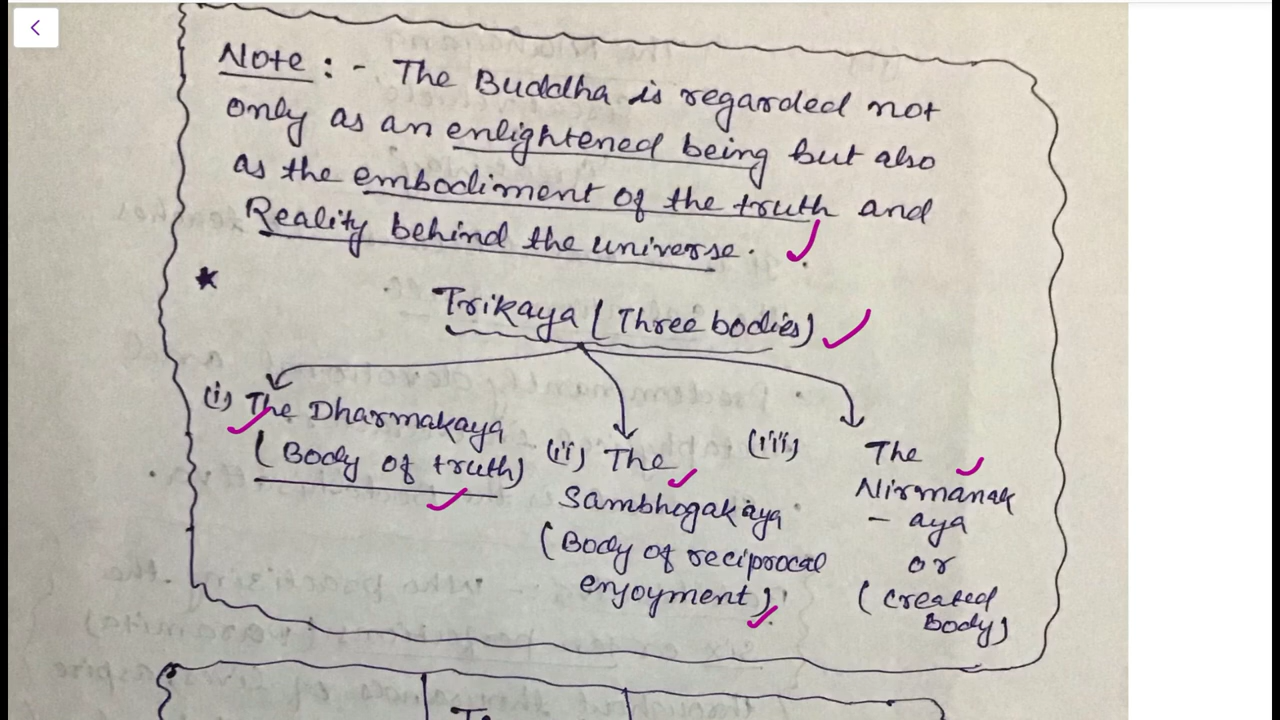 Note :- The Buddha is regarded not
only as an enlightened being but also
as the embodiment of the truth and
Reality behind the universe.
* Trikaya (Three bodies)
(i) The Dharmakaya
(Body of truth)
(ii) The
Sambhogakaya
(Body of reciprocal
enjoyment)
(iii) The
Nirmanak
- aya
or
(created
Body)